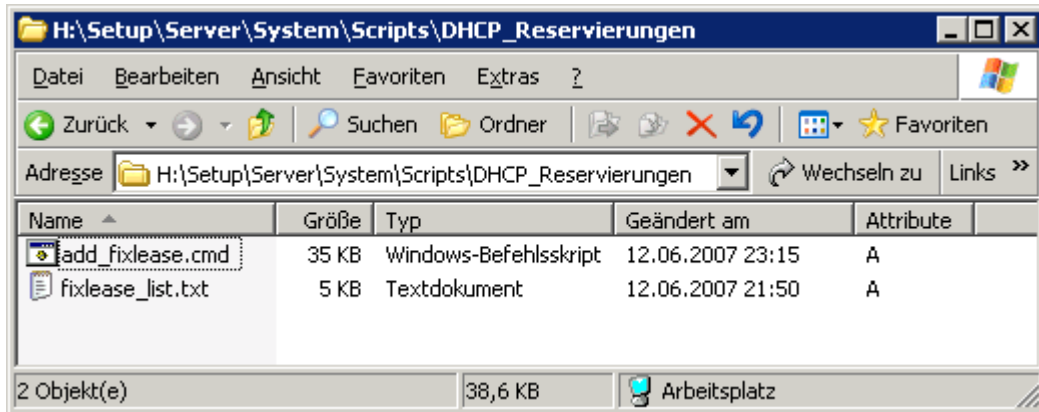 H:\Setup\Server\System\Scripts\DHCP_Reservierungen
Datei Bearbeiten Ansicht Favoriten Extras ?
Zurück Suchen Ordner Favoriten
Adresse H:\Setup\Server\System\Scripts\DHCP_Reservierungen Wechseln zu Links »
Name Größe Typ Geändert am Attribute
add_fixlease.cmd 35 KB Windows-Befehlsskript 12.06.2007 23:15 A
fixlease_list.txt 5 KB Textdokument 12.06.2007 21:50 A
2 Objekt(e) 38,6 KB Arbeitsplatz